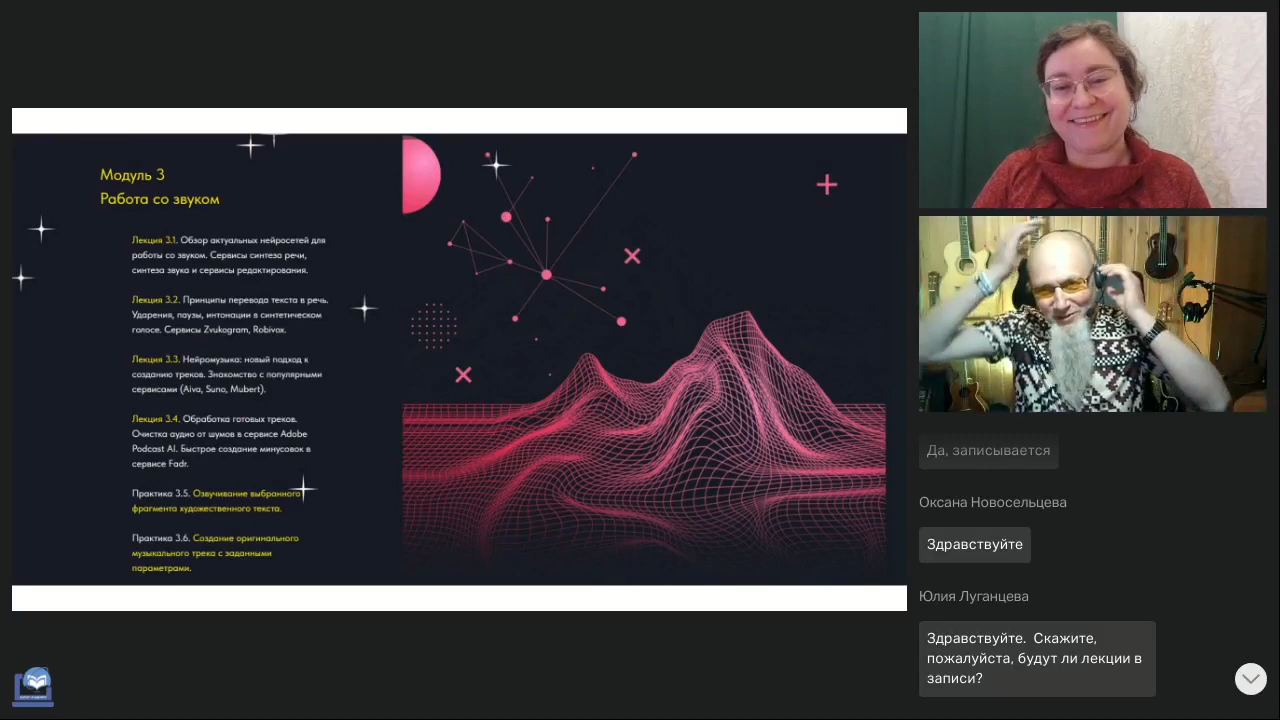 Модуль 3
Работа со звуком
Лекция 3.1. Обзор актуальных нейросетей для
работы со звуком. Сервисы синтеза речи,
синтеза звука и сервисы редактирования.
Лекция 3.2. Принципы перевода текста в речь.
Ударения, паузы, интонации в синтетическом
голосе. Сервисы Zvukogram, Robivox.
Лекция 3.3. Нейромузыка: новый подход к
созданию треков. Знакомство с популярными
сервисами (Aiva, Suno, Mubert).
Лекция 3.4. Обработка готовых треков.
Очистка аудио от шумов в сервисе Adobe
Podcast AI. Быстрое создание минусовок в
сервисе Fadr.
Практика 3.5. Озвучивание выбранного
фрагмента художественного текста.
Практика 3.6. Создание оригинального
музыкального трека с заданными
параметрами.
Да, записывается
Оксана Новосельцева
Здравствуйте
Юлия Луганцева
Здравствуйте. Скажите,
пожалуйста, будут ли лекции в
записи?